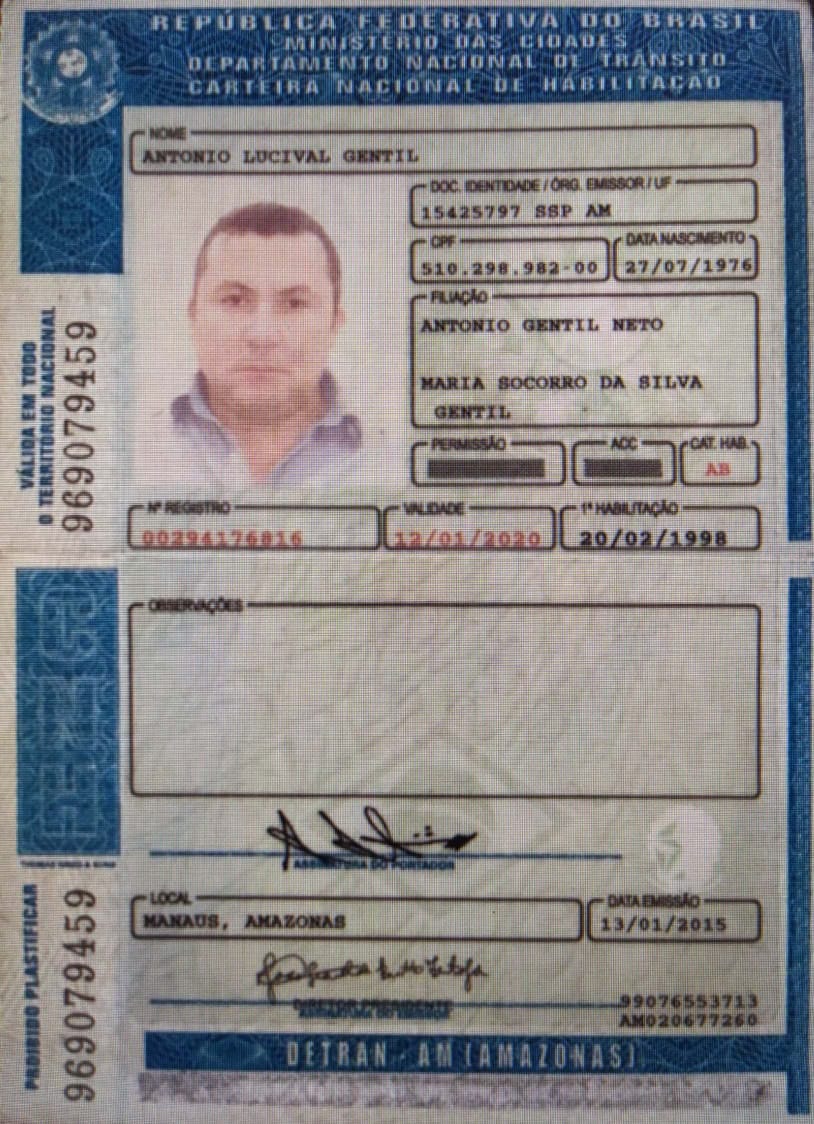 REPÚBLICA FEDERATIVA DO BRASIL
MINISTÉRIO DAS CIDADES
DEPARTAMENTO NACIONAL DE TRÂNSITO
CARTEIRA NACIONAL DE HABILITAÇÃO
NOME
ANTONIO LUCIVAL GENTIL
DOC. IDENTIDADE / ÓRG. EMISSOR / UF
15425797 SSP AM
CPF
510.298.982-00
DATA NASCIMENTO
27/07/1976
FILIAÇÃO
ANTONIO GENTIL NETO
MARIA SOCORRO DA SILVA
GENTIL
PERMISSÃO
ACC
CAT. HAB.
AB
Nº REGISTRO
00294176816
VALIDADE
12/01/2020
1ª HABILITAÇÃO
20/02/1998
VÁLIDA EM TODO
O TERRITÓRIO NACIONAL
969079459
OBSERVAÇÕES
ASSINATURA DO PORTADOR
LOCAL
MANAUS, AMAZONAS
DATA EMISSÃO
13/01/2015
DIRETOR PRESIDENTE
99076553713
AM020677260
PROIBIDO PLASTIFICAR
969079459
DETRAN - AM (AMAZONAS)